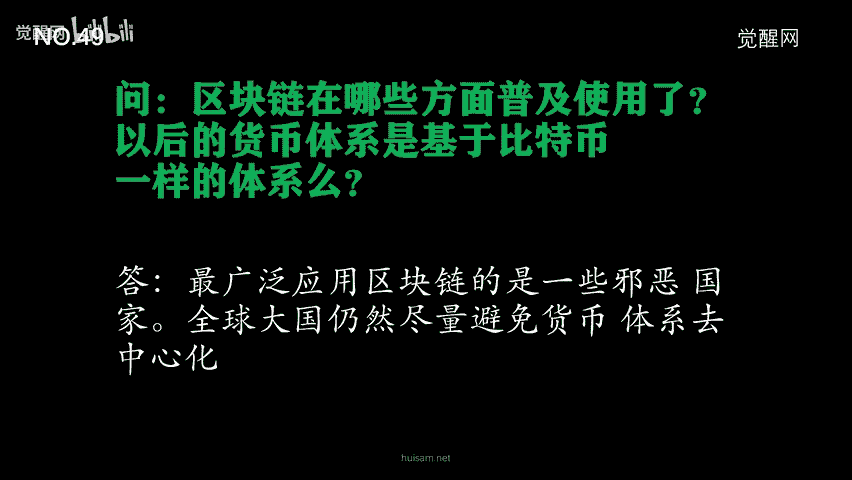 觉醒网 bilibili
NO.49
觉醒网
问：区块链在哪些方面普及使用了？
以后的货币体系是基于比特币
一样的体系么？
答：最广泛应用区块链的是一些邪恶 国
家。全球大国仍然尽量避免货币 体系去
中心化
huisam.net